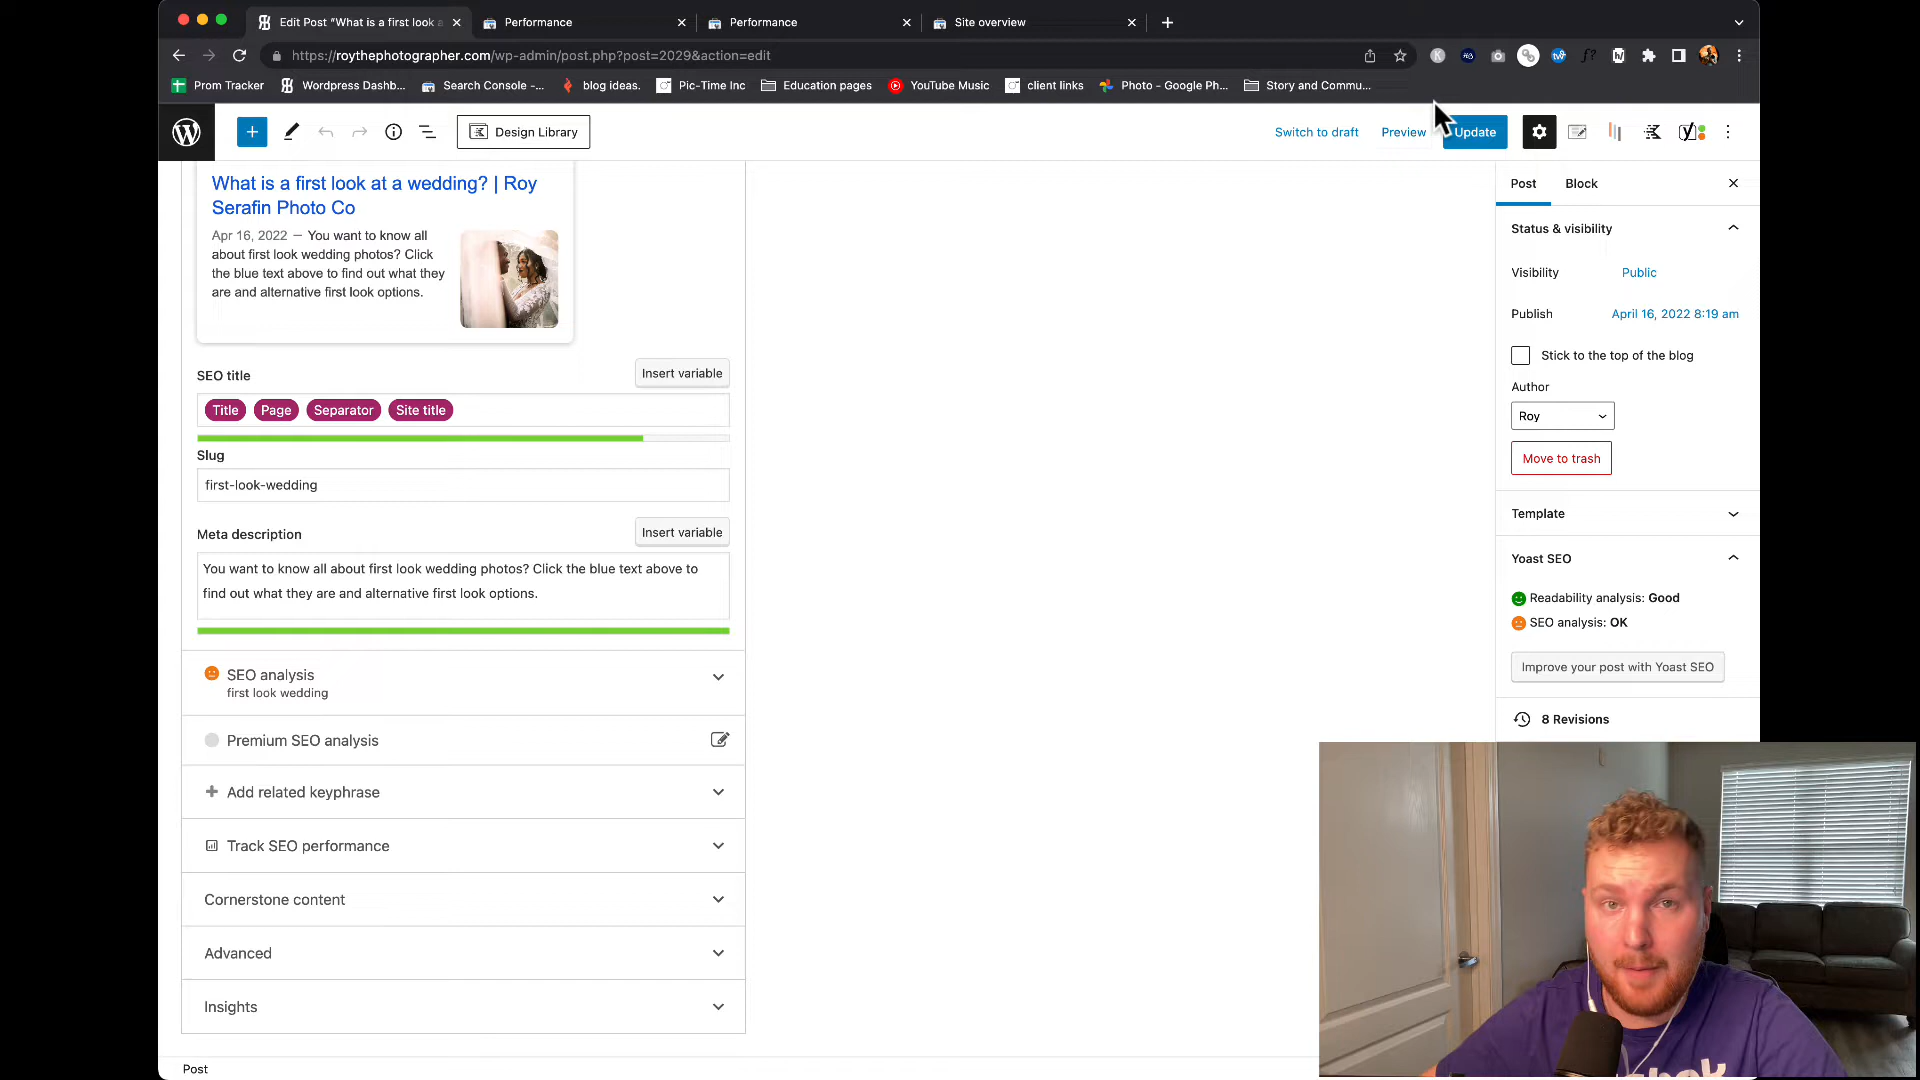 Edit Post "What is a first look a
Performance
Performance
Site overview
https://roythephotographer.com/wp-admin/post.php?post=2029&action=edit
Prom Tracker
Wordpress Dashb...
Search Console -...
blog ideas.
Pic-Time Inc
Education pages
YouTube Music
client links
Photo - Google Ph...
Story and Commu...
Design Library
Switch to draft
Preview
Update
What is a first look at a wedding? | Roy
Serafin Photo Co
Apr 16, 2022 – You want to know all
about first look wedding photos? Click
the blue text above to find out what they
are and alternative first look options.
SEO title
Insert variable
Title
Page
Separator
Site title
Slug
first-look-wedding
Meta description
Insert variable
You want to know all about first look wedding photos? Click the blue text above to
find out what they are and alternative first look options.
SEO analysis
first look wedding
Premium SEO analysis
Add related keyphrase
Track SEO performance
Cornerstone content
Advanced
Insights
Post
Post
Block
Status & visibility
Visibility
Public
Publish
April 16, 2022 8:19 am
Stick to the top of the blog
Author
Roy
Move to trash
Template
Yoast SEO
Readability analysis: Good
SEO analysis: OK
Improve your post with Yoast SEO
8 Revisions